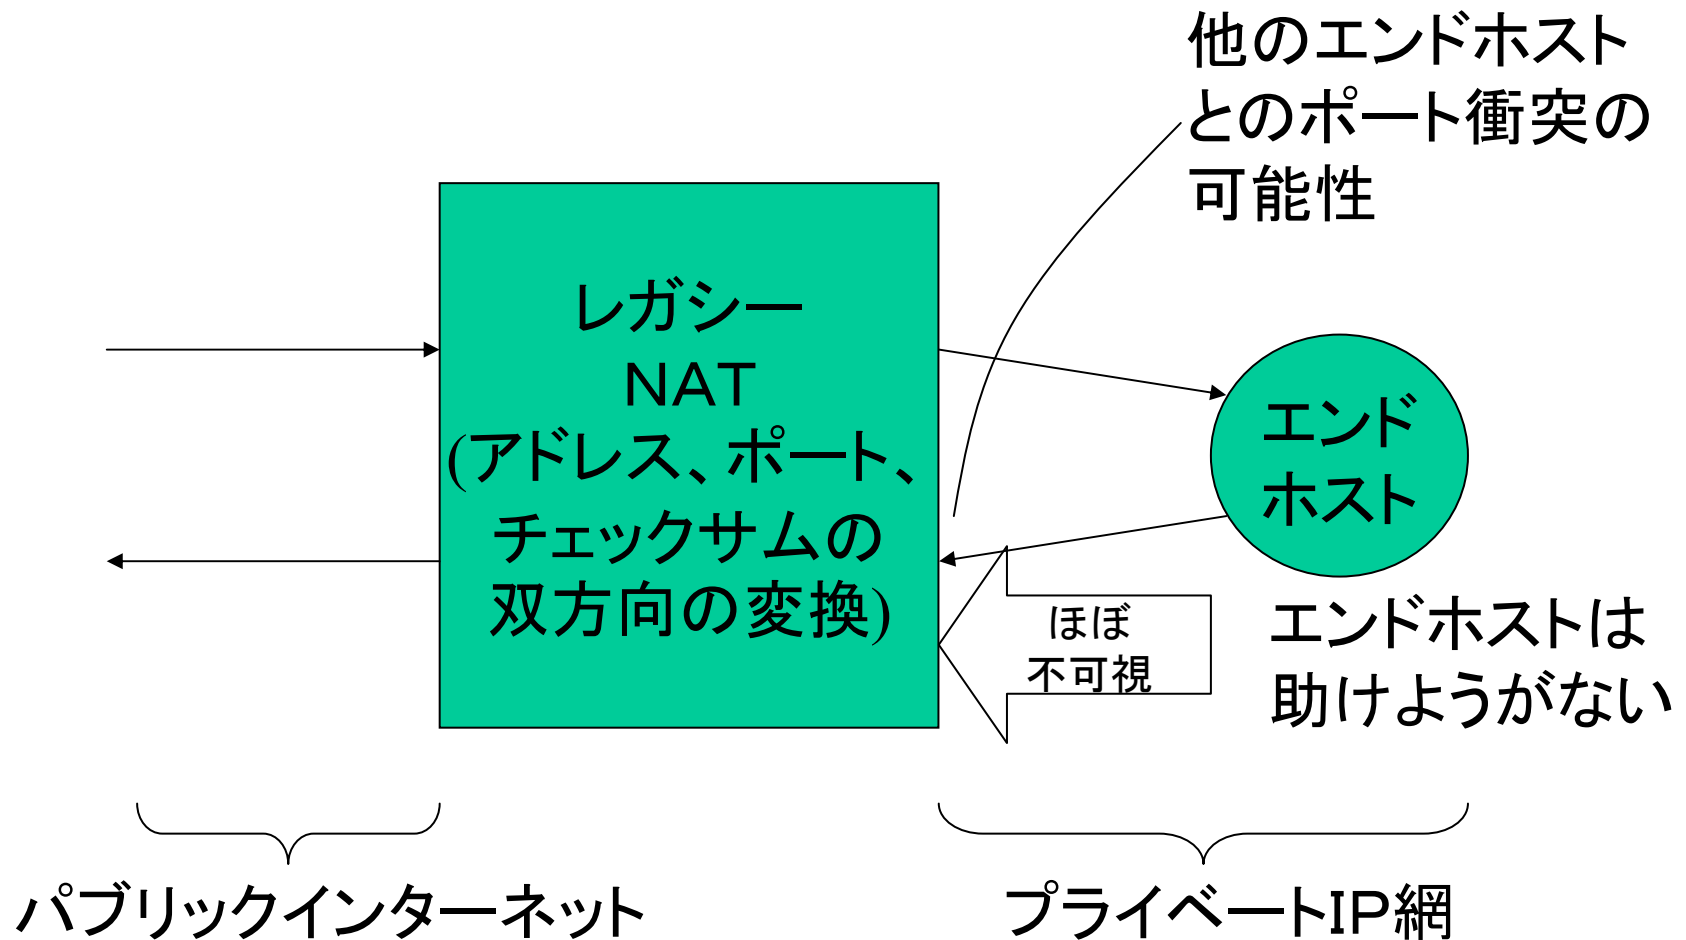 他のエンドホスト
とのポート衝突の
可能性
レガシー
ＮＡＴ
(アドレス、ポート、
チェックサムの
双方向の変換)
エンド
ホスト
ほぼ
不可視
エンドホストは
助けようがない
パブリックインターネット
プライベートＩＰ網